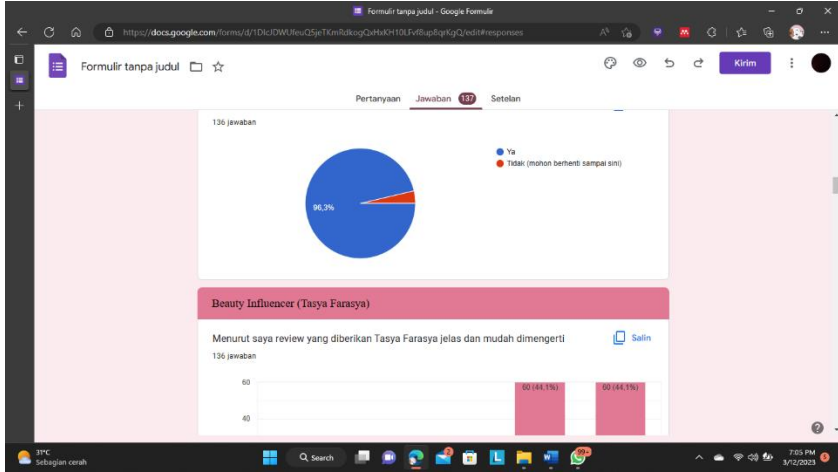 Formulir tanpa judul - Google Formulir
Formulir tanpa judul
Kirim
Pertanyaan Jawaban 137 Setelan
136 jawaban
Ya
Tidak (mohon berhenti sampai sini)
96,3%
Beauty Influencer (Tasya Farasya)
Menurut saya review yang diberikan Tasya Farasya jelas dan mudah dimengerti
Salin
136 jawaban
60
60 (44,1%) 60 (44,1%)
40
31°C
Sebagian cerah
Search
99+
7:05 PM
3/12/2023